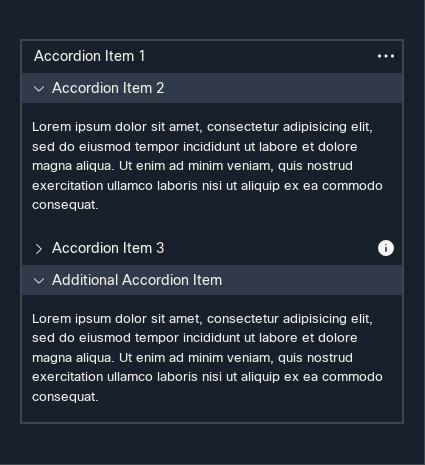 Accordion Item 1
Accordion Item 2
Lorem ipsum dolor sit amet, consectetur adipisicing elit,
sed do eiusmod tempor incididunt ut labore et dolore
magna aliqua. Ut enim ad minim veniam, quis nostrud
exercitation ullamco laboris nisi ut aliquip ex ea commodo
consequat.
Accordion Item 3
Additional Accordion Item
Lorem ipsum dolor sit amet, consectetur adipisicing elit,
sed do eiusmod tempor incididunt ut labore et dolore
magna aliqua. Ut enim ad minim veniam, quis nostrud
exercitation ullamco laboris nisi ut aliquip ex ea commodo
consequat.